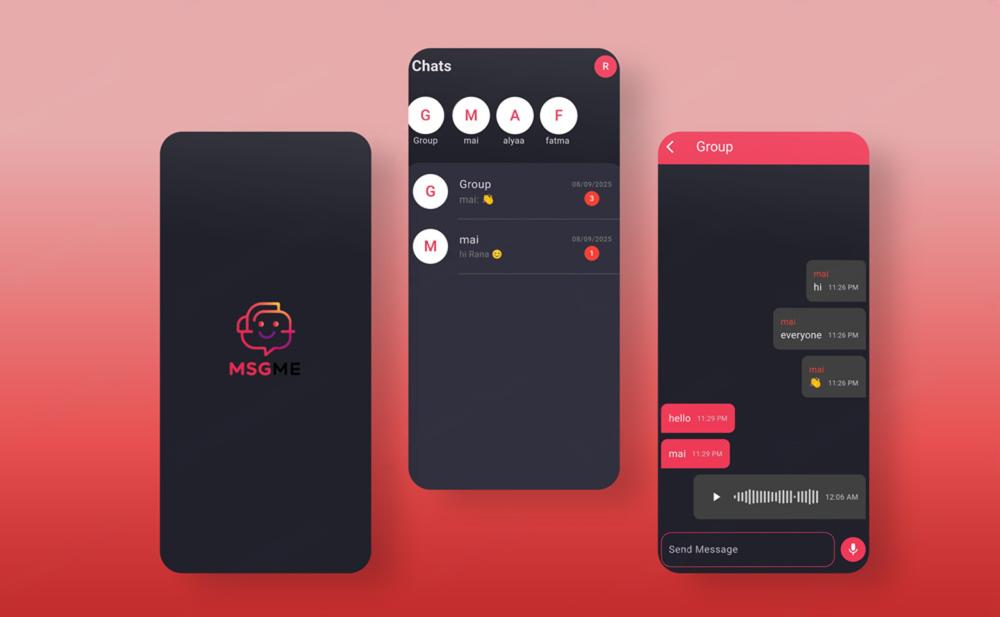 MSGME
Chats
R
G M A F
Group mai alyaa fatma
G
Group 08/09/2025
mai: 👋 3
M
mai 08/09/2025
hi Rana 😊 1
Group
mai
hi 11:26 PM
mai
everyone 11:26 PM
mai
👋 11:26 PM
hello 11:29 PM
mai 11:29 PM
12:06 AM
Send Message